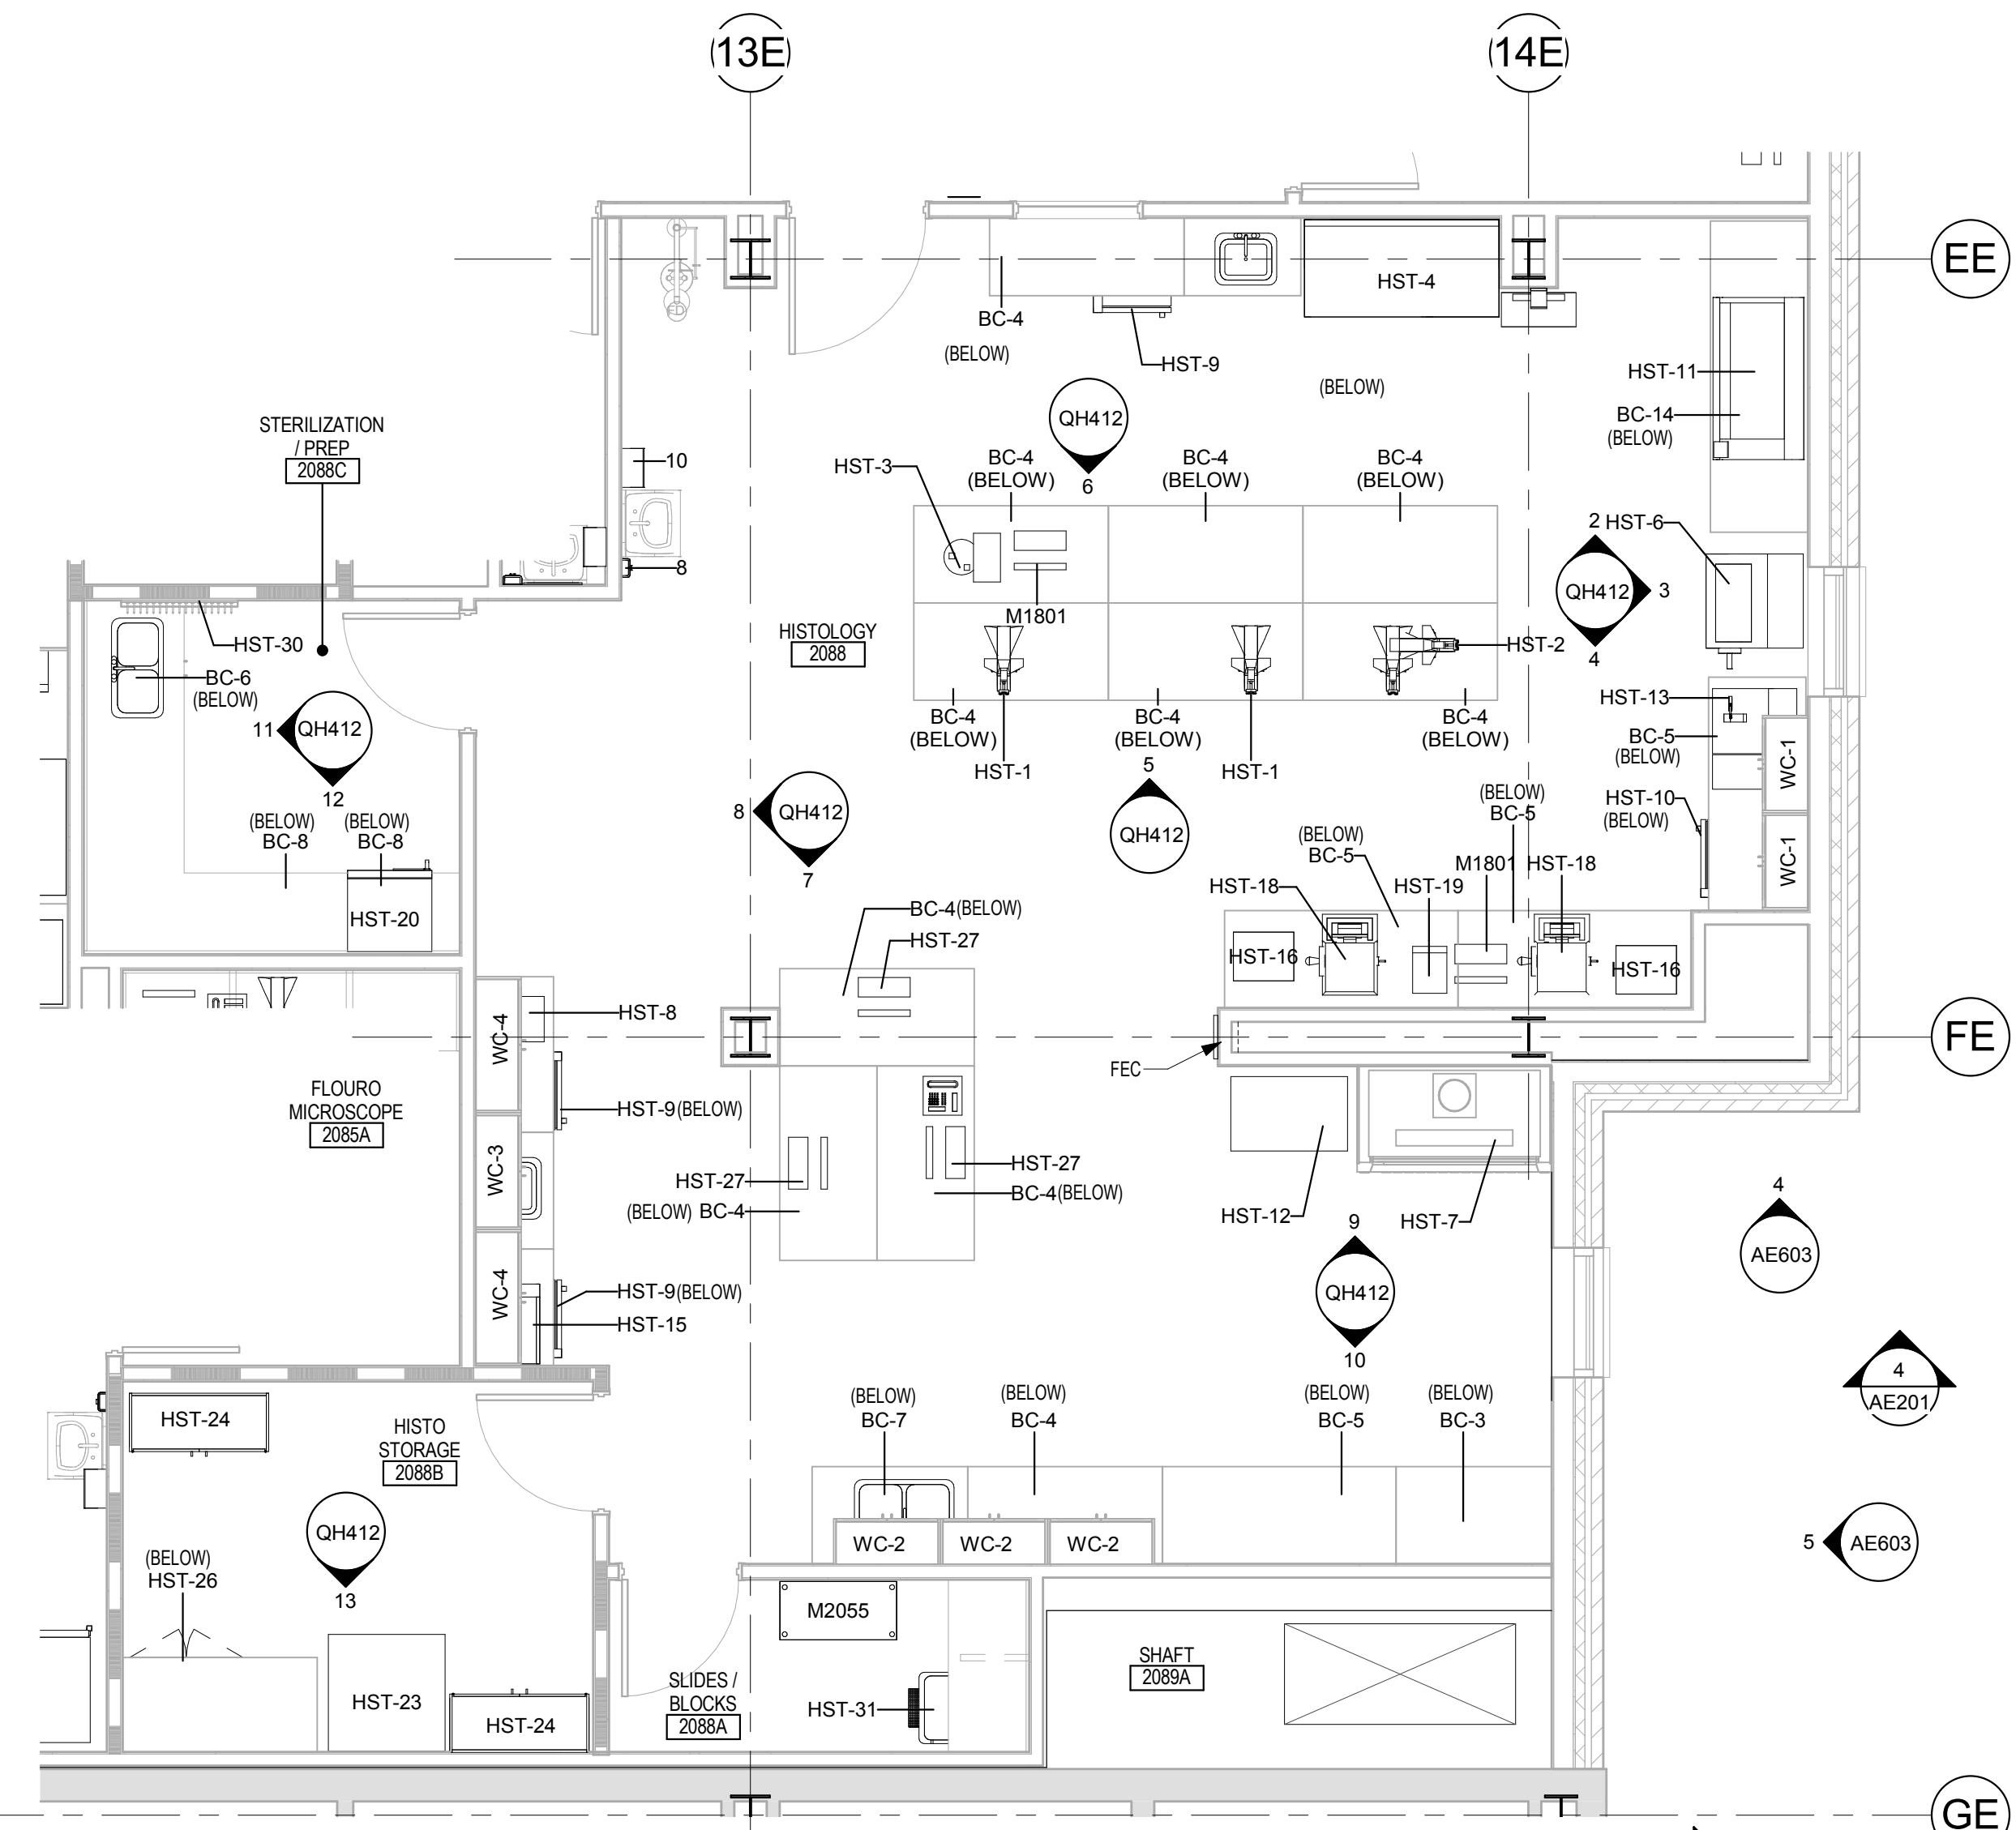 13E
14E
EE
HST-4
BC-4
(BELOW)
HST-9
(BELOW)
HST-11
BC-14
(BELOW)
STERILIZATION
/ PREP
2088C
10
8
QH412
6
HST-3
BC-4
(BELOW)
BC-4
(BELOW)
BC-4
(BELOW)
M1801
2
HST-6
QH412
3
4
HISTOLOGY
2088
HST-2
HST-30
BC-6
(BELOW)
11
QH412
12
BC-4
(BELOW)
BC-4
(BELOW)
BC-4
(BELOW)
HST-1
HST-1
HST-13
BC-5
(BELOW)
WC-1
HST-10
(BELOW)
WC-1
8
QH412
7
5
QH412
(BELOW)
BC-8
(BELOW)
BC-8
HST-20
(BELOW)
BC-5
(BELOW)
BC-5
M1801
HST-18
HST-18
HST-19
HST-16
HST-16
BC-4(BELOW)
HST-27
WC-4
HST-8
FE
FEC
FLOURO
MICROSCOPE
2085A
HST-9(BELOW)
WC-3
HST-27
(BELOW) BC-4
HST-27
BC-4(BELOW)
HST-12
HST-7
WC-4
HST-9(BELOW)
HST-15
9
QH412
10
4
AE603
4
AE201
5
AE603
HST-24
HISTO
STORAGE
2088B
QH412
13
(BELOW)
BC-7
(BELOW)
BC-4
(BELOW)
BC-5
(BELOW)
BC-3
WC-2
WC-2
WC-2
(BELOW)
HST-26
HST-23
HST-24
M2055
SLIDES /
BLOCKS
2088A
HST-31
SHAFT
2089A
GE